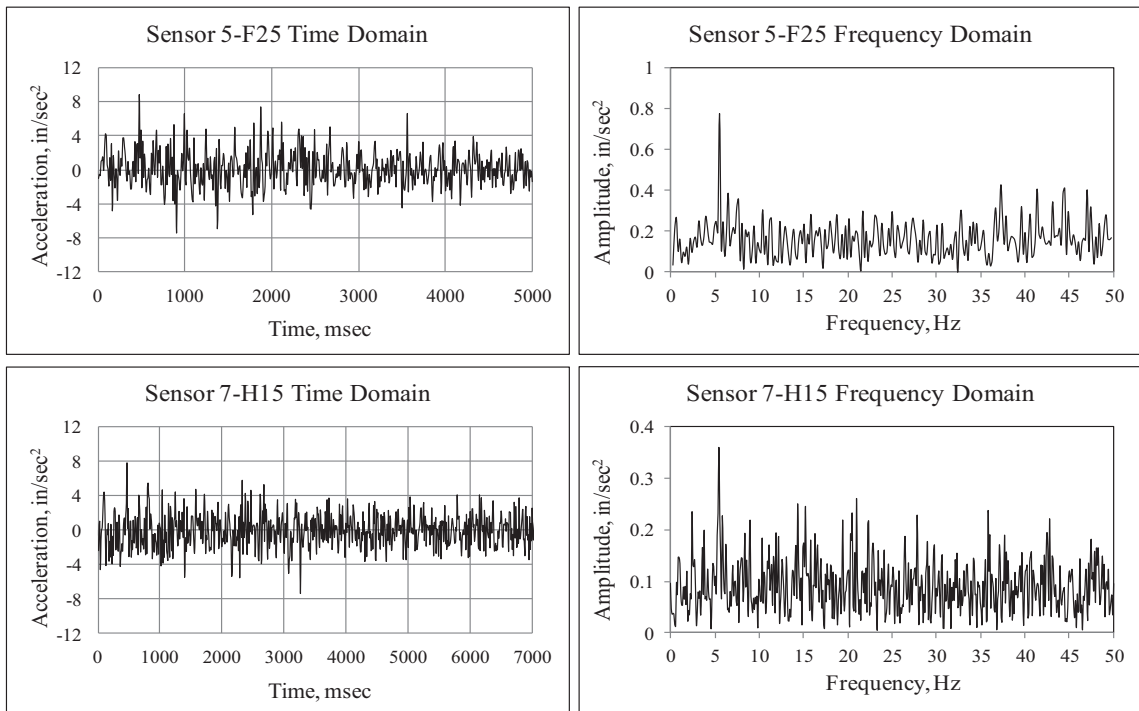 Sensor 5-F25 Time Domain
Acceleration, in/sec²
12
8
4
0
-4
-8
-12
0 1000 2000 3000 4000 5000
Time, msec
Sensor 5-F25 Frequency Domain
Amplitude, in/sec²
1
0.8
0.6
0.4
0.2
0
0 5 10 15 20 25 30 35 40 45 50
Frequency, Hz
Sensor 7-H15 Time Domain
Acceleration, in/sec²
12
8
4
0
-4
-8
-12
0 1000 2000 3000 4000 5000 6000 7000
Time, msec
Sensor 7-H15 Frequency Domain
Amplitude, in/sec²
0.4
0.3
0.2
0.1
0
0 5 10 15 20 25 30 35 40 45 50
Frequency, Hz